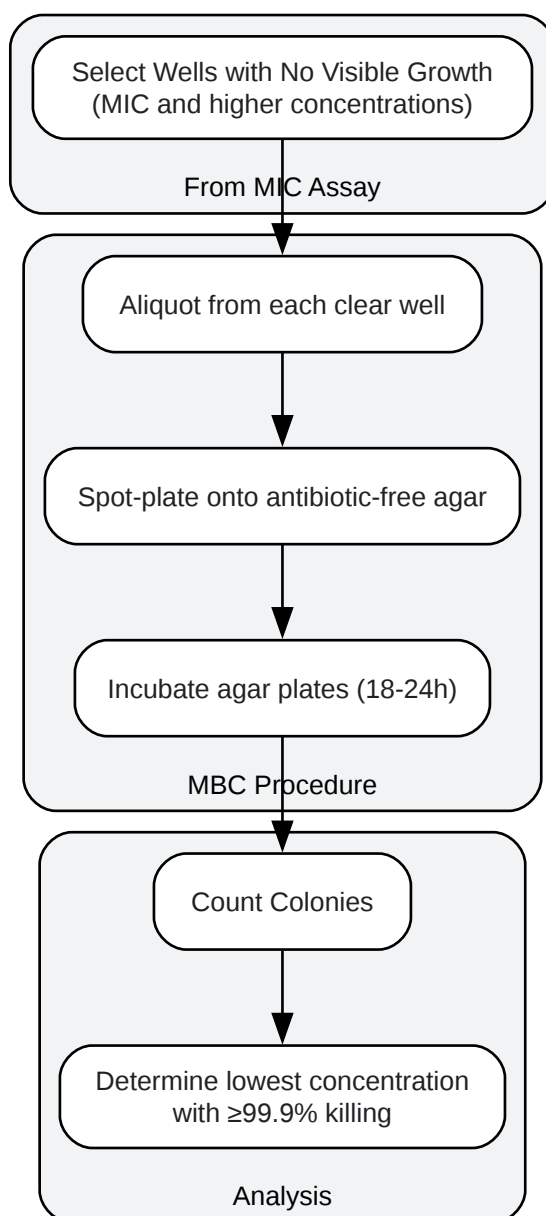 Select Wells with No Visible Growth
(MIC and higher concentrations)
From MIC Assay
Aliquot from each clear well
Spot-plate onto antibiotic-free agar
Incubate agar plates (18-24h)
MBC Procedure
Count Colonies
Determine lowest concentration
with ≥99.9% killing
Analysis